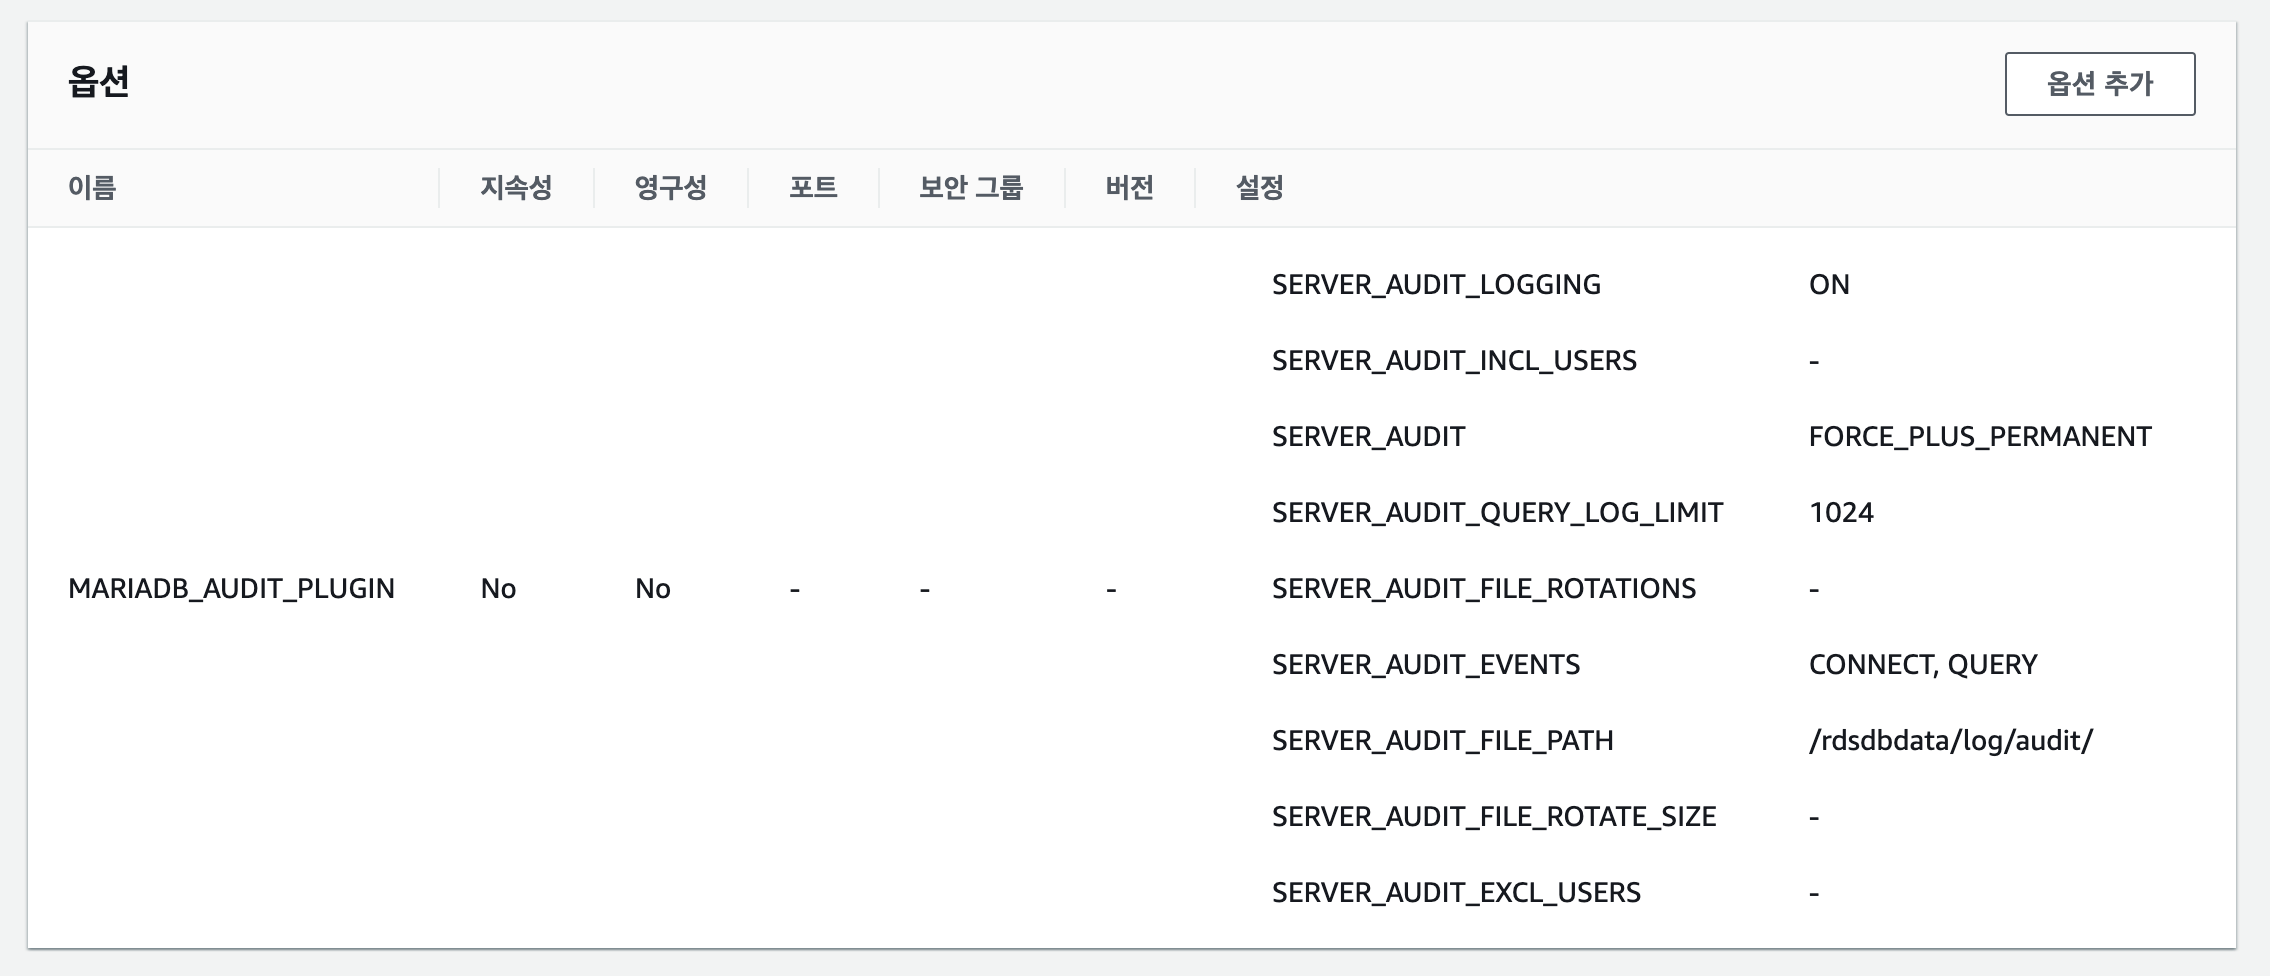 옵션
옵션 추가
이름 지속성 영구성 포트 보안 그룹 버전 설정
SERVER_AUDIT_LOGGING ON
SERVER_AUDIT_INCL_USERS -
SERVER_AUDIT FORCE_PLUS_PERMANENT
SERVER_AUDIT_QUERY_LOG_LIMIT 1024
MARIADB_AUDIT_PLUGIN No No - - - SERVER_AUDIT_FILE_ROTATIONS -
SERVER_AUDIT_EVENTS CONNECT, QUERY
SERVER_AUDIT_FILE_PATH /rdsdbdata/log/audit/
SERVER_AUDIT_FILE_ROTATE_SIZE -
SERVER_AUDIT_EXCL_USERS -